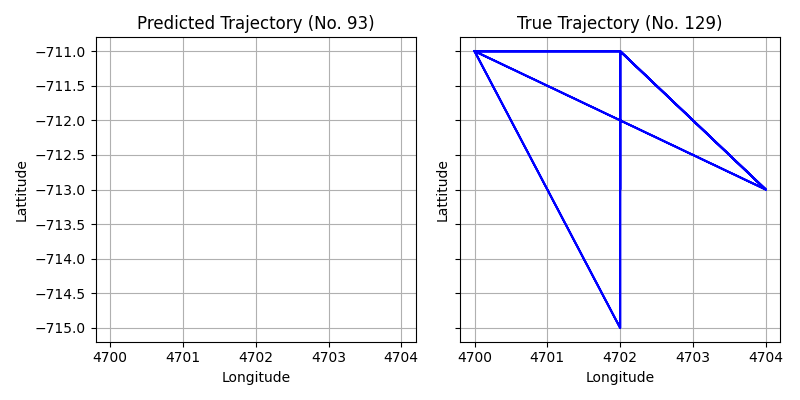 Predicted Trajectory (No. 93)
True Trajectory (No. 129)
Lattitude
−711.0
−711.5
−712.0
−712.5
−713.0
−713.5
−714.0
−714.5
−715.0
4700 4701 4702 4703 4704
Longitude
Lattitude
4700 4701 4702 4703 4704
Longitude